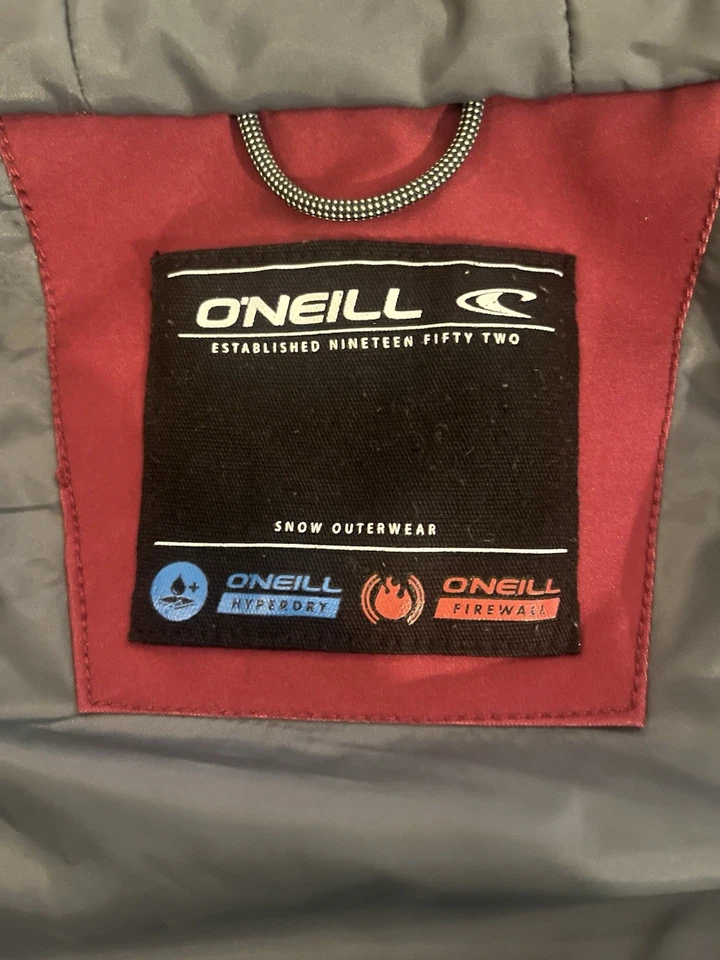 O'NEILL
ESTABLISHED NINETEEN FIFTY TWO
SNOW OUTERWEAR
O'NEILL HYPERDRY
O'NEILL FIREWALL